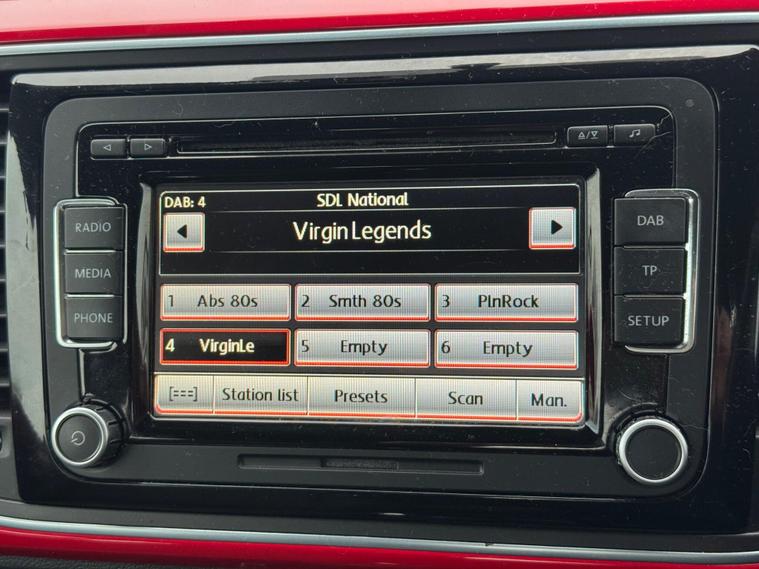 DAB: 4
SDL National
Virgin Legends
RADIO
MEDIA
PHONE
DAB
TP
SETUP
1 Abs 80s
2 Smth 80s
3 PlnRock
4 VirginLe
5 Empty
6 Empty
[===]
Station list
Presets
Scan
Man.